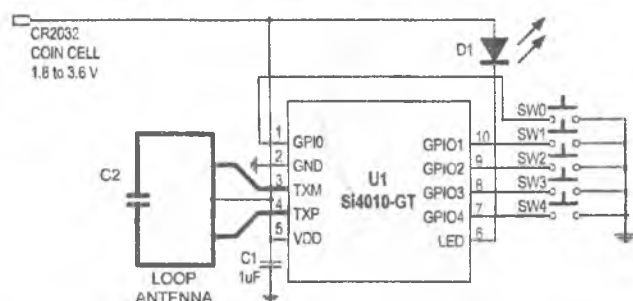 CR2032
COIN CELL
1.8 to 3.6 V
D1
SW0
1
GPI0
GPIO1
10
SW1
2
GND
GPIO2
9
SW2
C2
3
TXM
U1
Si4010-GT
GPIO3
8
SW3
4
TXP
GPIO4
7
SW4
5
VDD
LED
6
C1
1uF
LOOP
ANTENNA